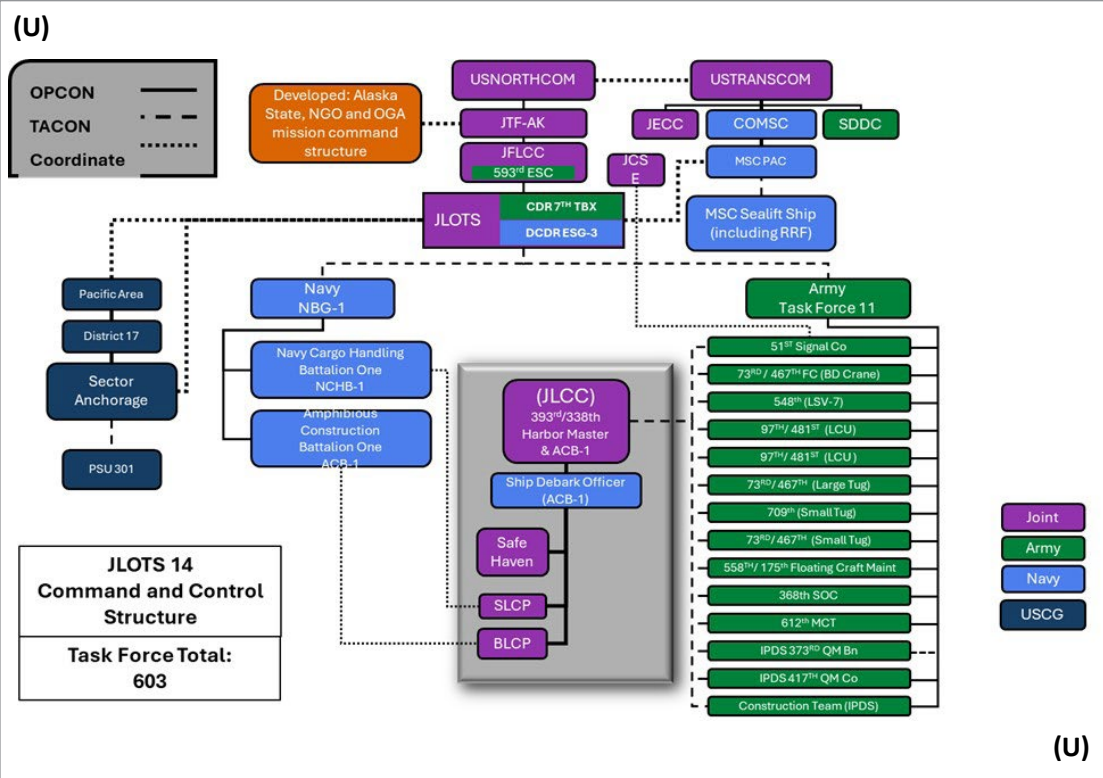 (U)
OPCON
TACON
Coordinate
Developed: Alaska
State, NGO and OGA
mission command
structure
USNORTHCOM
USTRANSCOM
JTF-AK
JECC
COMSC
SDDC
JFLCC
593rd ESC
JCS
E
MSC PAC
JLOTS
CDR 7TH TBX
DCDR ESG-3
MSC Sealift Ship
(including RRF)
Pacific Area
District 17
Sector
Anchorage
PSU 301
Navy
NBG-1
Navy Cargo Handling
Battalion One
NCHB-1
Amphibious
Construction
Battalion One
ACB-1
(JLCC)
393rd/338th
Harbor Master
& ACB-1
Ship Debark Officer
(ACB-1)
Safe
Haven
SLCP
BLCP
Army
Task Force 11
51ST Signal Co
73RD / 467TH FC (BD Crane)
548th (LSV-7)
97TH/ 481ST (LCU)
97TH/ 481ST (LCU )
73RD/ 467TH (Large Tug)
709th (Small Tug)
73RD/ 467TH (Small Tug)
558TH/ 175th Floating Craft Maint
368th SOC
612th MCT
IPDS 373RD QM Bn
IPDS 417TH QM Co
Construction Team (IPDS)
Joint
Army
Navy
USCG
JLOTS 14
Command and Control
Structure
Task Force Total:
603
(U)